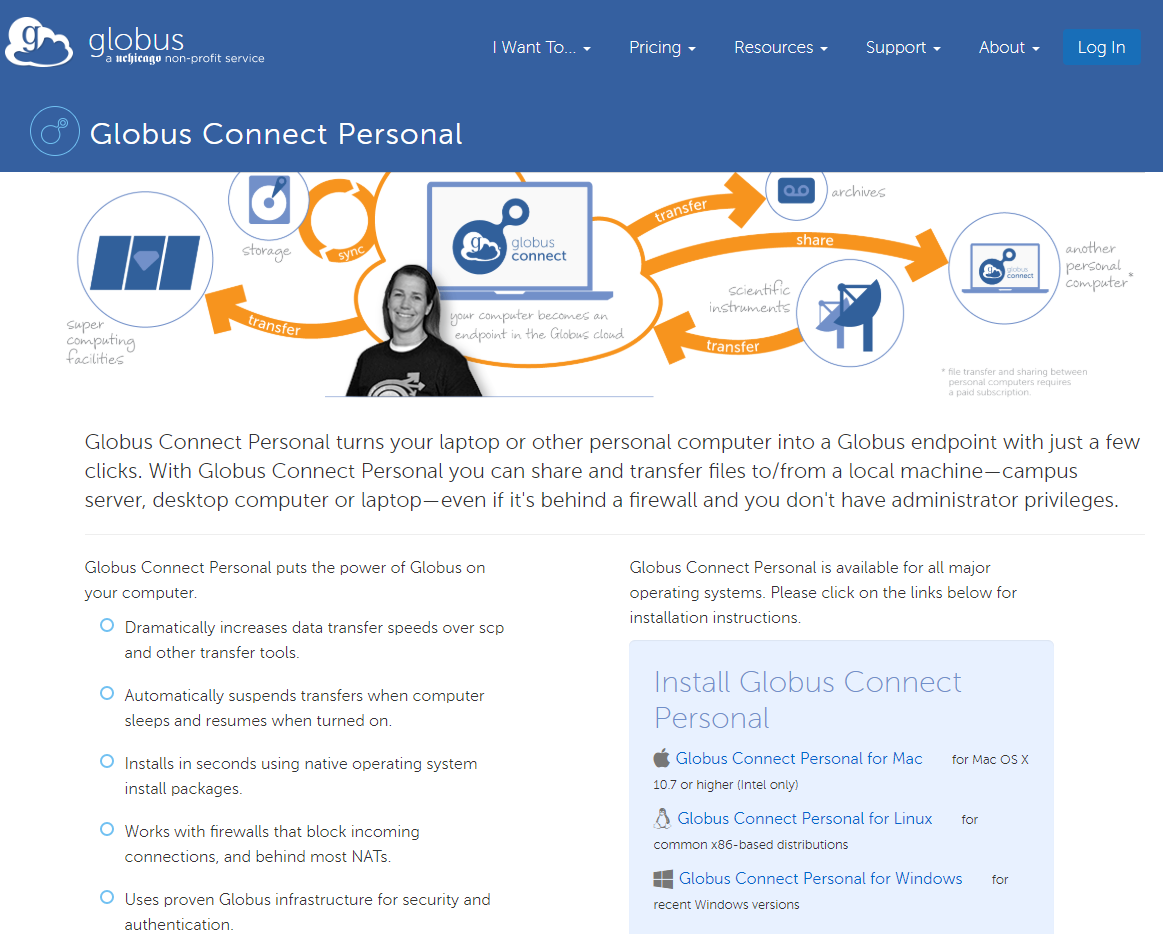 globus
a uchicago non-profit service
I Want To... Pricing Resources Support About Log In
Globus Connect Personal
storage
sync
globus
connect
transfer
archives
share
another
personal
computer*
globus
connect
scientific
instruments
super
computing
facilities
transfer
your computer becomes an
endpoint in the Globus cloud
transfer
* file transfer and sharing between
personal computers requires
a paid subscription.
Globus Connect Personal turns your laptop or other personal computer into a Globus endpoint with just a few
clicks. With Globus Connect Personal you can share and transfer files to/from a local machine—campus
server, desktop computer or laptop—even if it's behind a firewall and you don't have administrator privileges.
Globus Connect Personal puts the power of Globus on
your computer.
Dramatically increases data transfer speeds over scp
and other transfer tools.
Automatically suspends transfers when computer
sleeps and resumes when turned on.
Installs in seconds using native operating system
install packages.
Works with firewalls that block incoming
connections, and behind most NATs.
Uses proven Globus infrastructure for security and
authentication.
Globus Connect Personal is available for all major
operating systems. Please click on the links below for
installation instructions.
Install Globus Connect
Personal
Globus Connect Personal for Mac for Mac OS X
10.7 or higher (Intel only)
Globus Connect Personal for Linux for
common x86-based distributions
Globus Connect Personal for Windows for
recent Windows versions